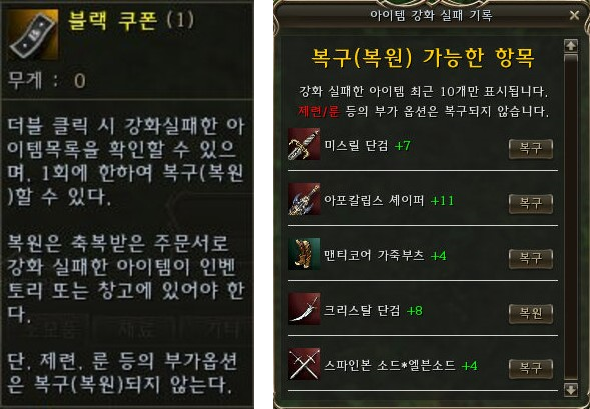 블랙 쿠폰 (1)
무게 : 0
더블 클릭 시 강화실패한 아
이템목록을 확인할 수 있으
며, 1회에 한하여 복구(복원
)할 수 있다.
복원은 축복받은 주문서로
강화 실패한 아이템이 인벤
토리 또는 창고에 있어야 한
다.
단, 제련, 룬 등의 부가옵션
은 복구(복원)되지 않는다.
아이템 강화 실패 기록
복구(복원) 가능한 항목
강화 실패한 아이템 최근 10개만 표시됩니다.
제련/룬 등의 부가 옵션은 복구되지 않습니다.
미스릴 단검 +7 복구
아포칼립스 셰이퍼 +11 복구
맨티코어 가죽부츠 +4 복구
크리스탈 단검 +8 복원
스파인본 소드*엘븐소드 +4 복구